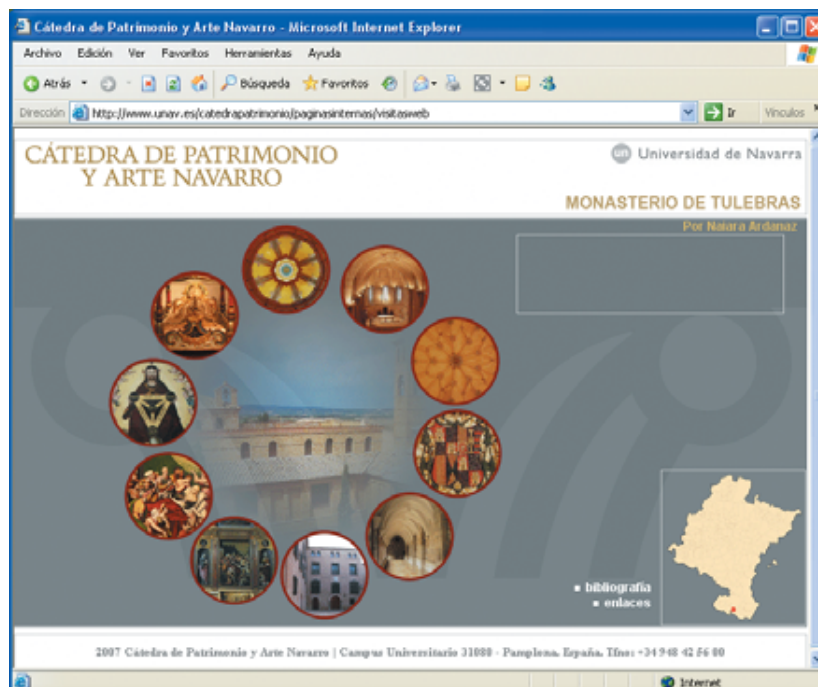 Cátedra de Patrimonio y Arte Navarro - Microsoft Internet Explorer
Archivo Edición Ver Favoritos Herramientas Ayuda
Atrás Búsqueda Favoritos
Dirección http://www.unav.es/catedrapatrimonio/paginasinternas/visitasweb Ir Vínculos
CÁTEDRA DE PATRIMONIO
Y ARTE NAVARRO
un Universidad de Navarra
MONASTERIO DE TULEBRAS
Por Naiara Ardanaz
bibliografía
enlaces
2007 Cátedra de Patrimonio y Arte Navarro | Campus Universitario 31080 - Pamplona. España. Tfno: +34 948 42 56 00
Internet